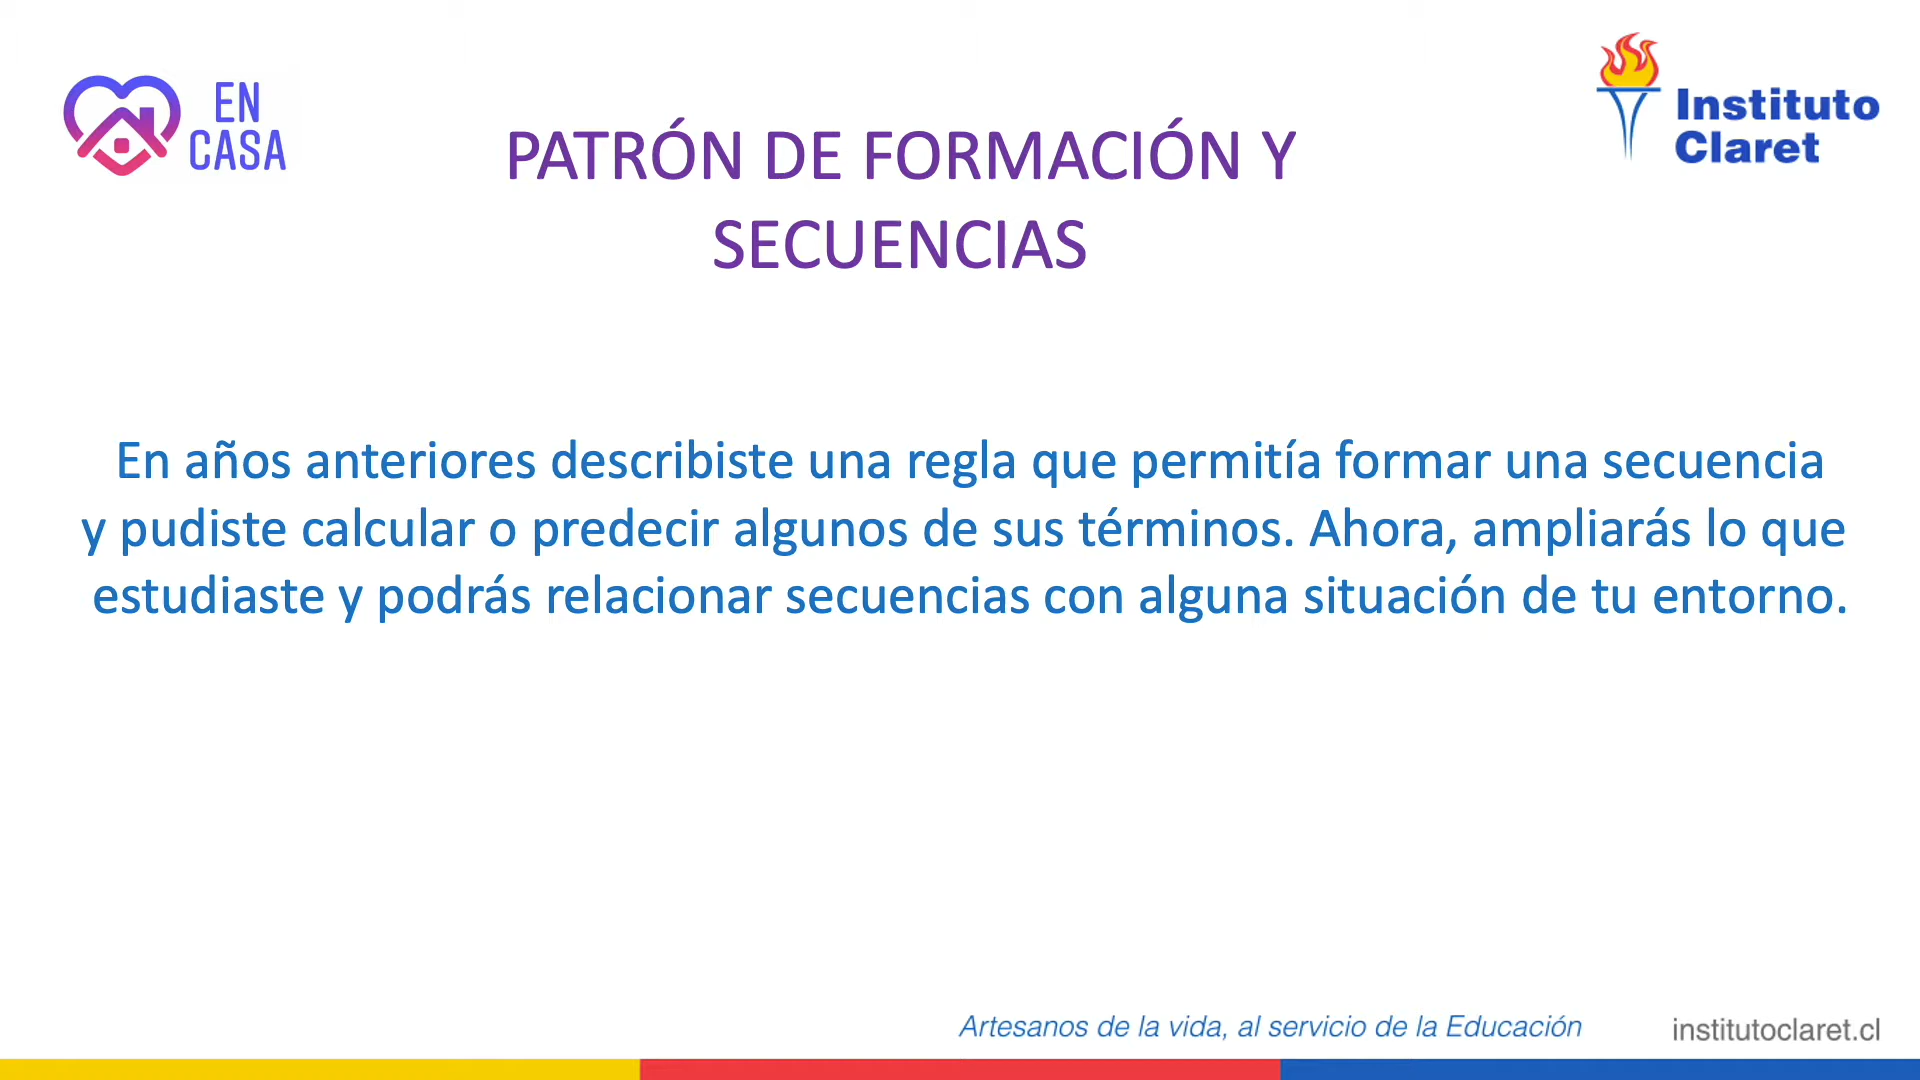 EN
CASA
Instituto
Claret
PATRÓN DE FORMACIÓN Y
SECUENCIAS
En años anteriores describiste una regla que permitía formar una secuencia
y pudiste calcular o predecir algunos de sus términos. Ahora, ampliarás lo que
estudiaste y podrás relacionar secuencias con alguna situación de tu entorno.
Artesanos de la vida, al servicio de la Educación
institutoclaret.cl